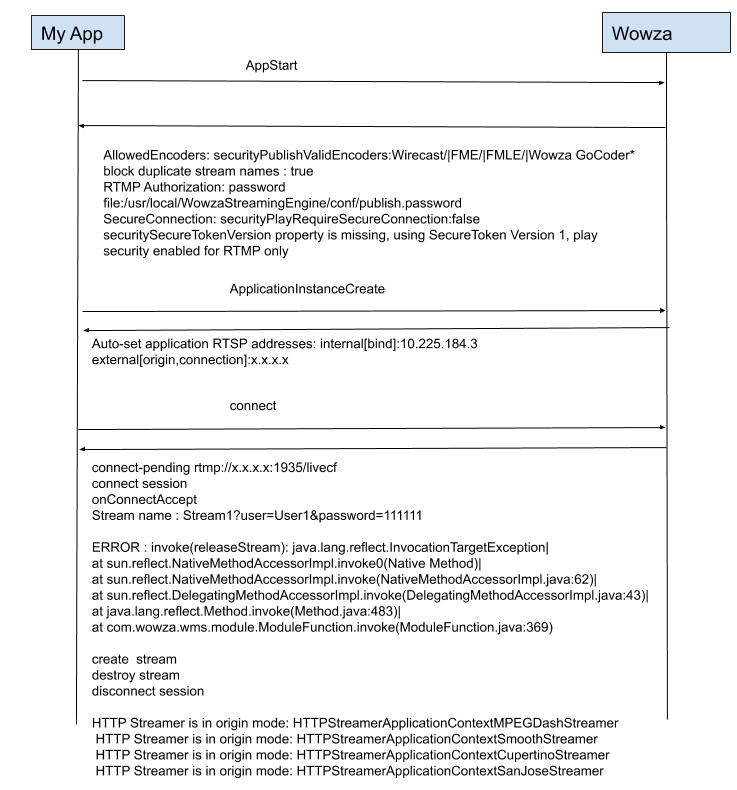 My App
Wowza
AppStart
AllowedEncoders: securityPublishValidEncoders:Wirecast/|FME/|FMLE/|Wowza GoCoder*
block duplicate stream names : true
RTMP Authorization: password
file:/usr/local/WowzaStreamingEngine/conf/publish.password
SecureConnection: securityPlayRequireSecureConnection:false
securitySecureTokenVersion property is missing, using SecureToken Version 1, play
security enabled for RTMP only
ApplicationInstanceCreate
Auto-set application RTSP addresses: internal[bind]:10.225.184.3
external[origin,connection]:x.x.x.x
connect
connect-pending rtmp://x.x.x.x:1935/livecf
connect session
onConnectAccept
Stream name : Stream1?user=User1&password=111111
ERROR : invoke(releaseStream): java.lang.reflect.InvocationTargetException|
at sun.reflect.NativeMethodAccessorImpl.invoke0(Native Method)|
at sun.reflect.NativeMethodAccessorImpl.invoke(NativeMethodAccessorImpl.java:62)|
at sun.reflect.DelegatingMethodAccessorImpl.invoke(DelegatingMethodAccessorImpl.java:43)|
at java.lang.reflect.Method.invoke(Method.java:483)|
at com.wowza.wms.module.ModuleFunction.invoke(ModuleFunction.java:369)
create stream
destroy stream
disconnect session
HTTP Streamer is in origin mode: HTTPStreamerApplicationContextMPEGDashStreamer
HTTP Streamer is in origin mode: HTTPStreamerApplicationContextSmoothStreamer
HTTP Streamer is in origin mode: HTTPStreamerApplicationContextCupertinoStreamer
HTTP Streamer is in origin mode: HTTPStreamerApplicationContextSanJoseStreamer